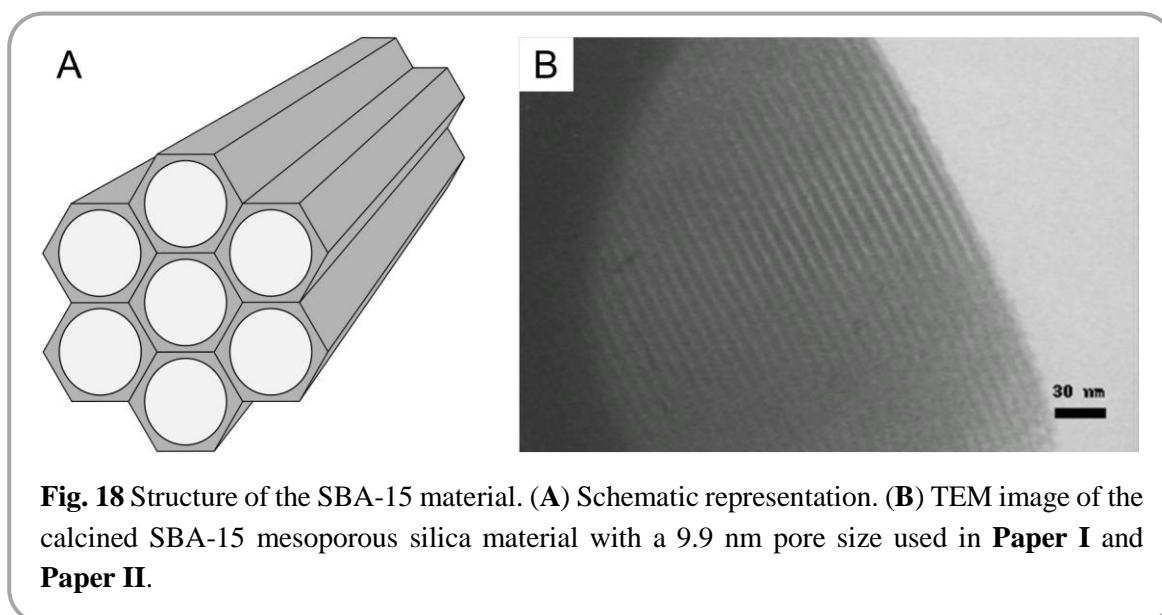 A
B
30 nm
Fig. 18 Structure of the SBA-15 material. (A) Schematic representation. (B) TEM image of the
calcined SBA-15 mesoporous silica material with a 9.9 nm pore size used in Paper I and
Paper II.